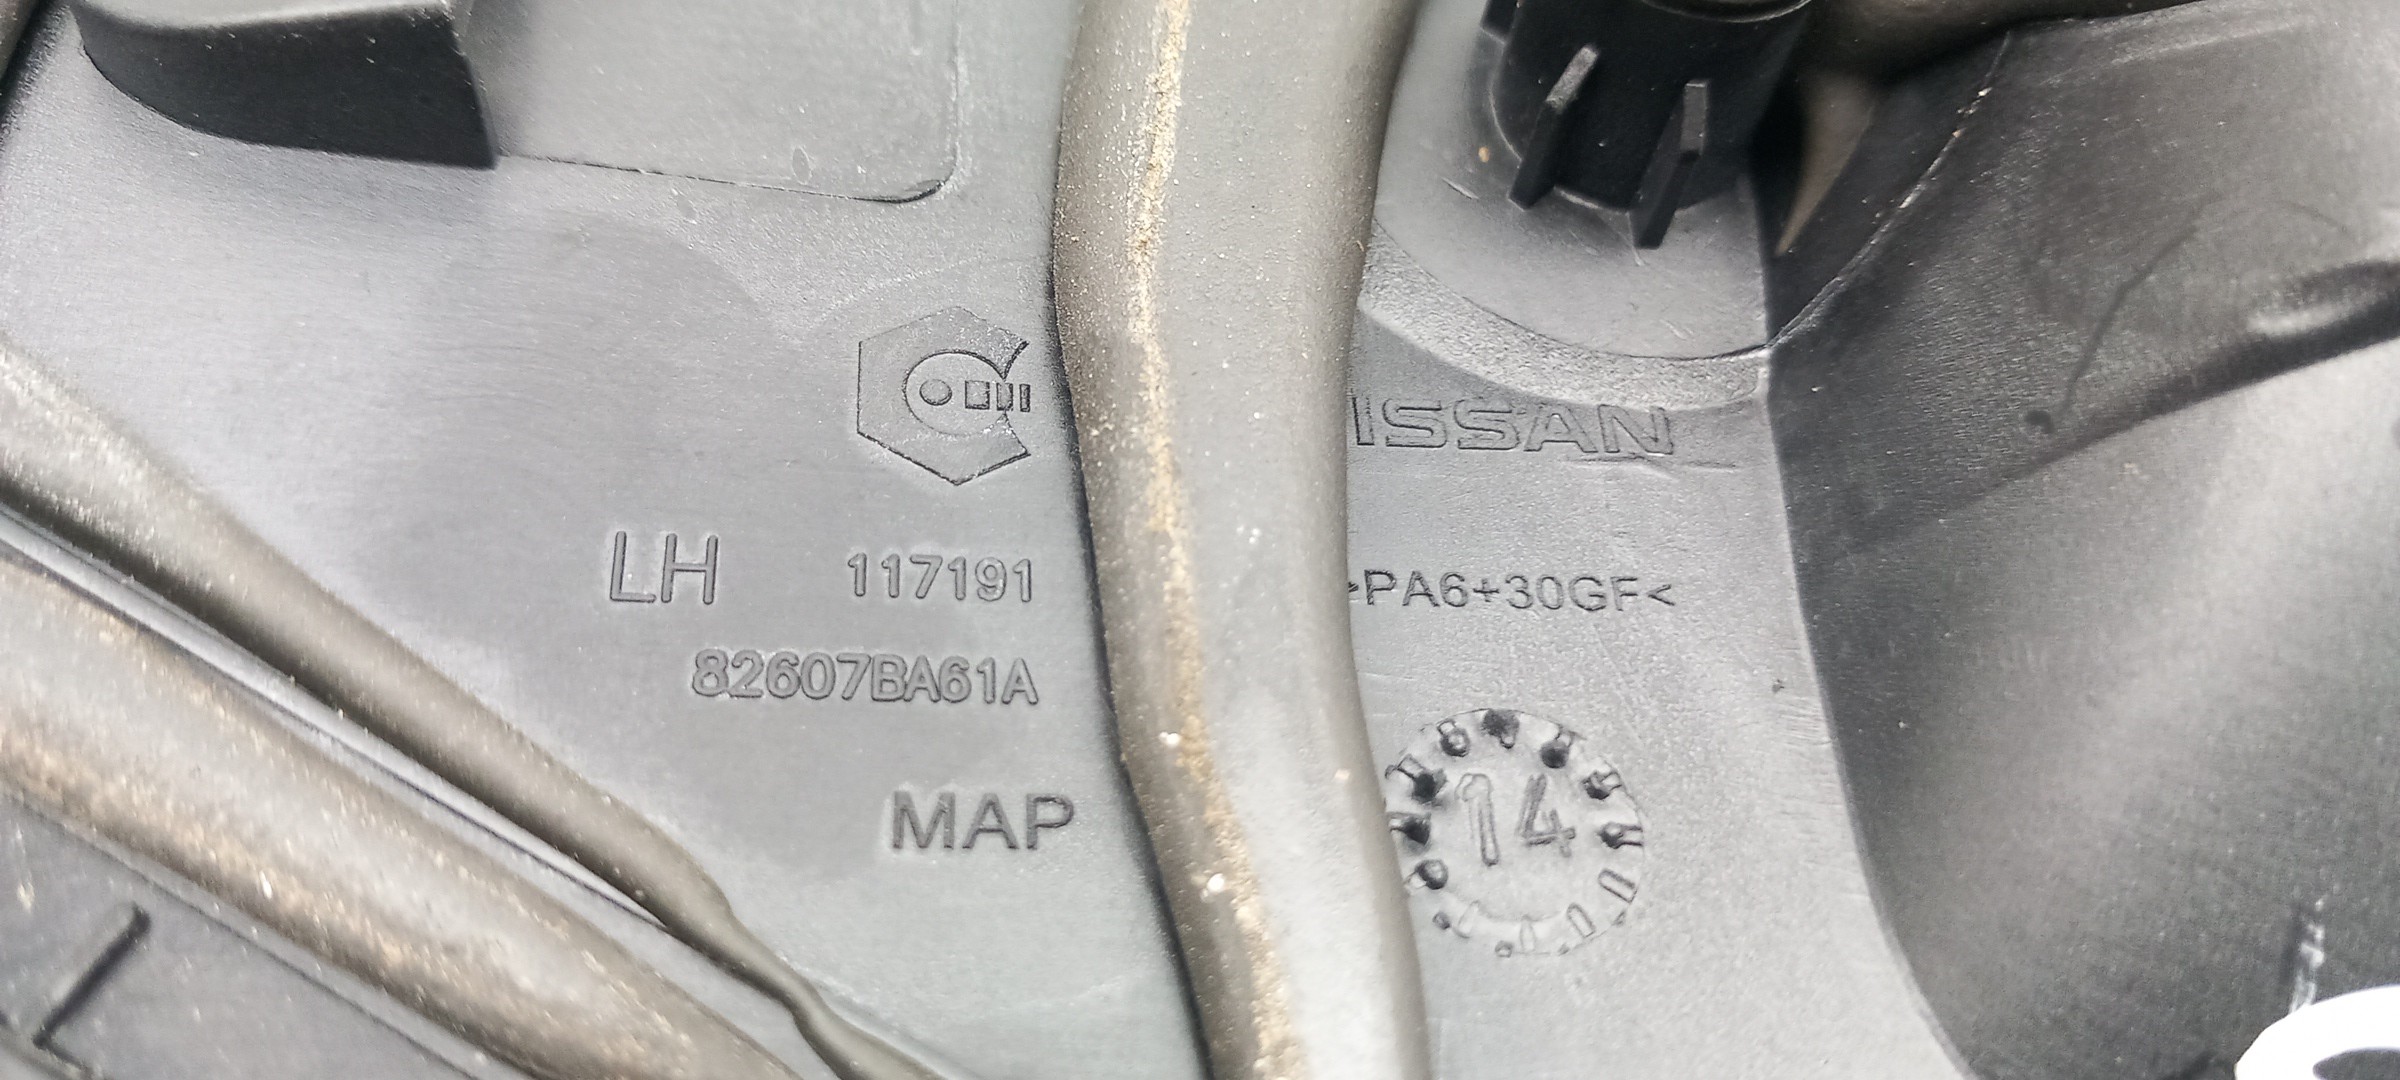 ISSAN
LH 117191 >PA6+30GF<
82607BA61A
MAP
14